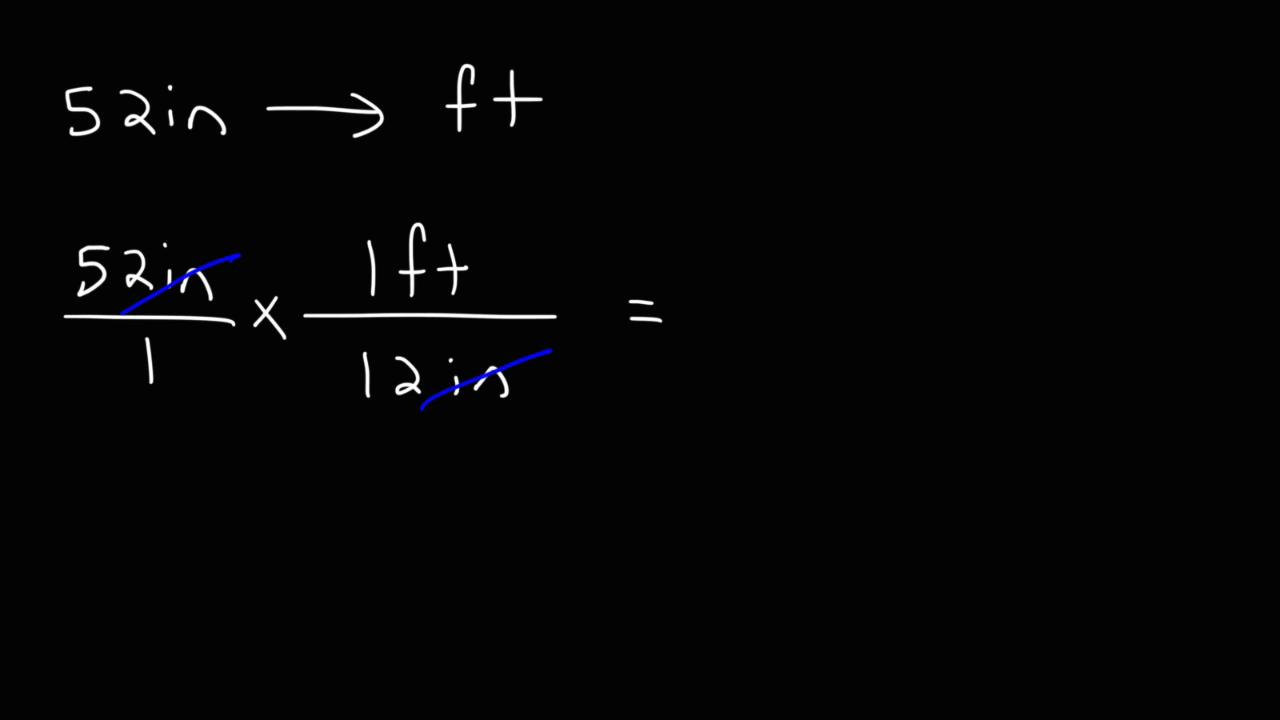 52in → ft
52in/1 × 1ft/12in =